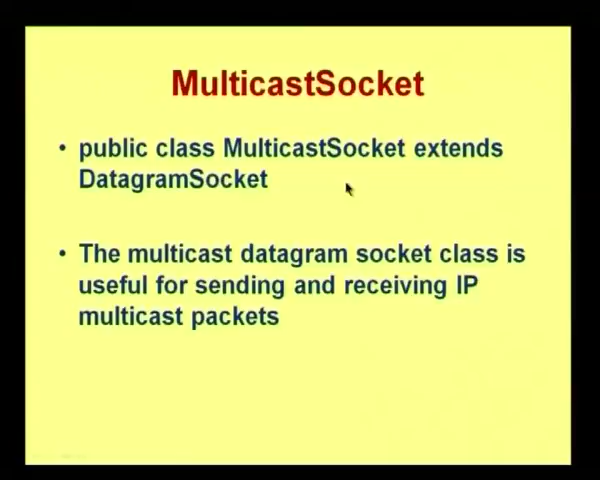 MulticastSocket
• public class MulticastSocket extends
DatagramSocket
• The multicast datagram socket class is
useful for sending and receiving IP
multicast packets